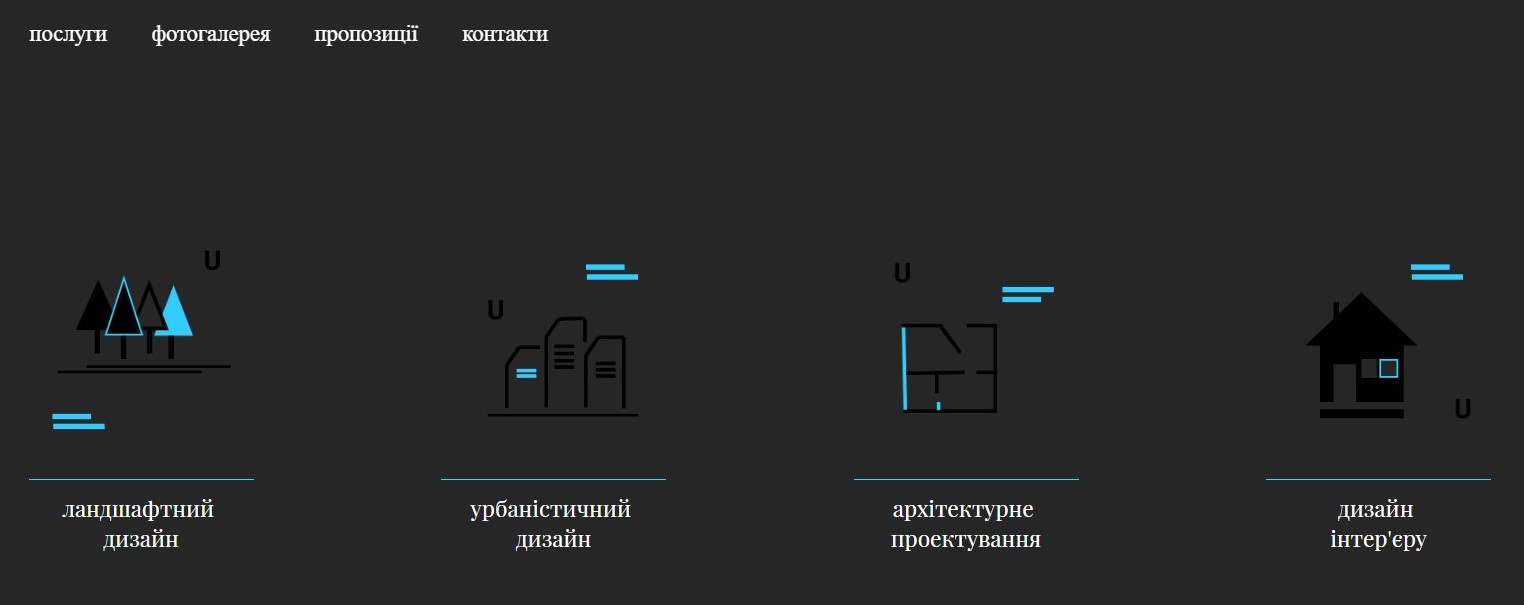 послуги фотогалерея пропозиції контакти
U
U
U
U
ландшафтний
дизайн
урбаністичний
дизайн
архітектурне
проектування
дизайн
інтер'єру